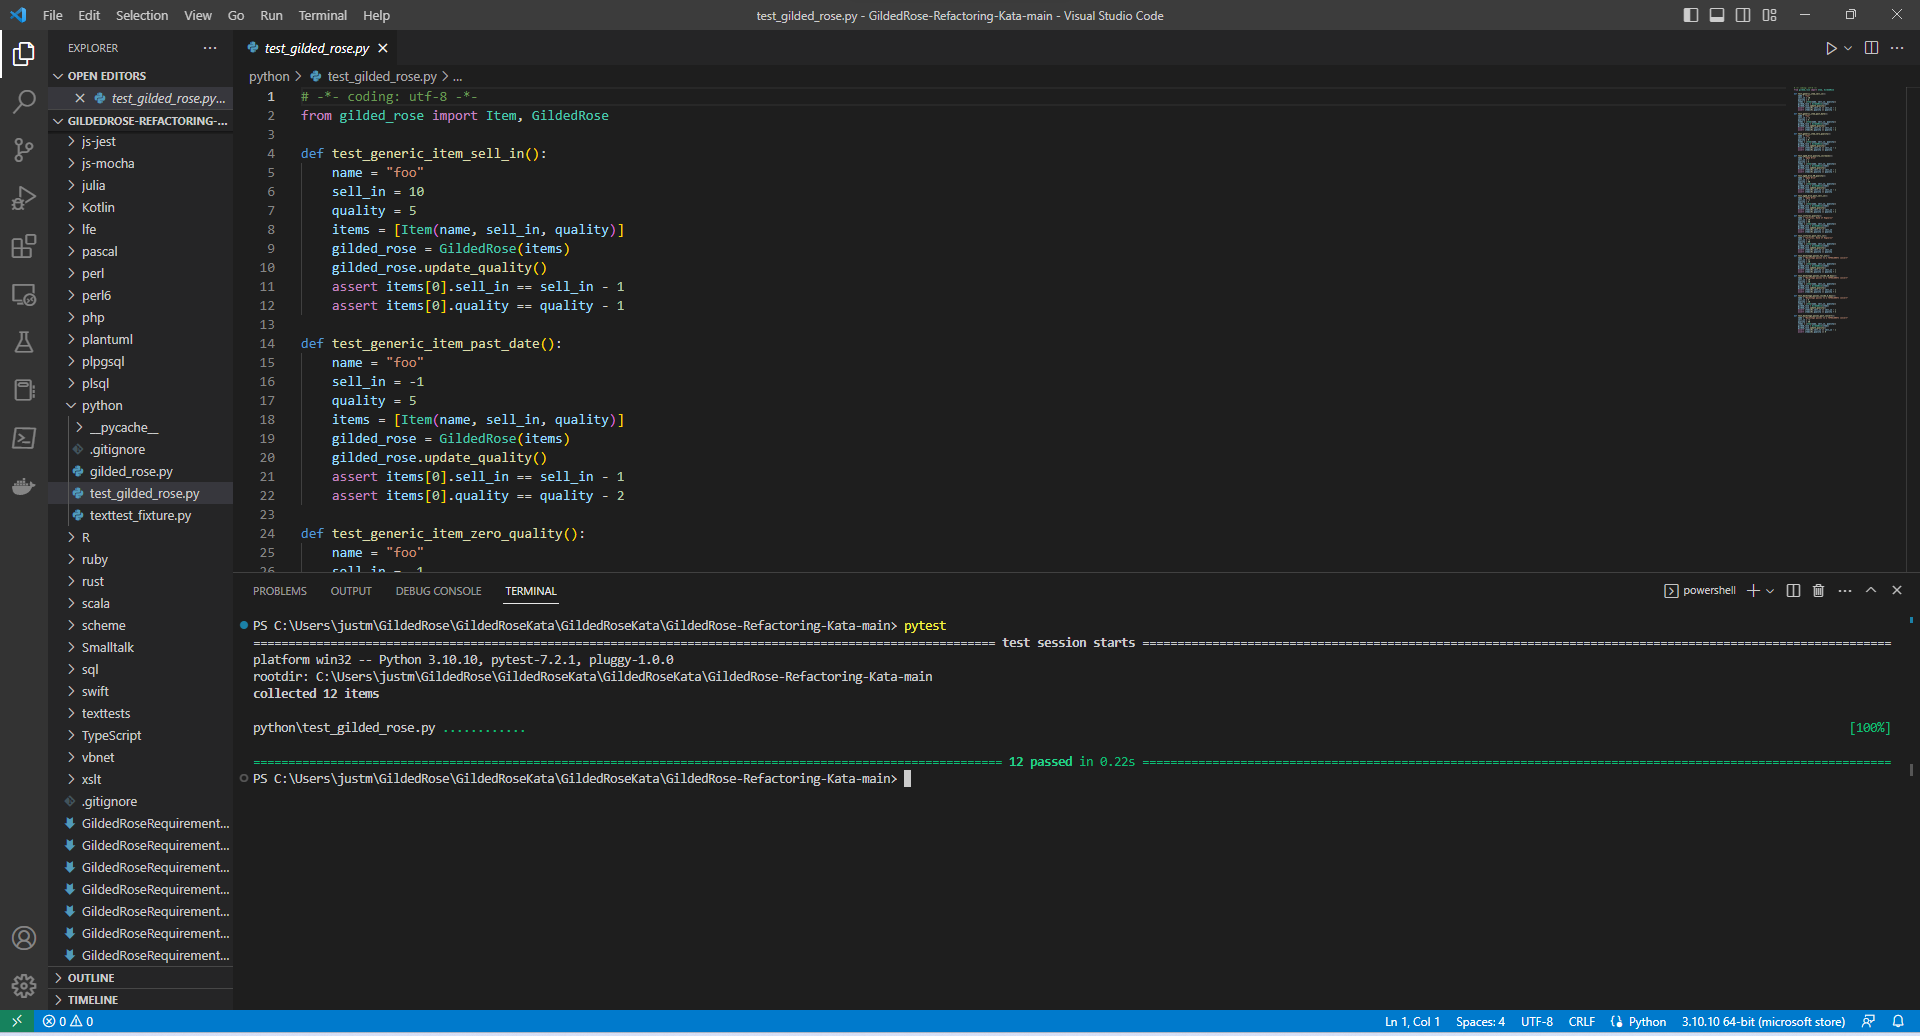 File Edit Selection View Go Run Terminal Help
test_gilded_rose.py - GildedRose-Refactoring-Kata-main - Visual Studio Code
EXPLORER
OPEN EDITORS
test_gilded_rose.py...
GILDEDROSE-REFACTORING-...
js-jest
js-mocha
julia
Kotlin
lfe
pascal
perl
perl6
php
plantuml
plpgsql
plsql
python
__pycache__
.gitignore
gilded_rose.py
test_gilded_rose.py
texttest_fixture.py
R
ruby
rust
scala
scheme
Smalltalk
sql
swift
texttests
TypeScript
vbnet
xslt
.gitignore
GildedRoseRequirement...
GildedRoseRequirement...
GildedRoseRequirement...
GildedRoseRequirement...
GildedRoseRequirement...
GildedRoseRequirement...
GildedRoseRequirement...
OUTLINE
TIMELINE
test_gilded_rose.py
python > test_gilded_rose.py > ...
1 # -*- coding: utf-8 -*-
2 from gilded_rose import Item, GildedRose
3
4 def test_generic_item_sell_in():
5 name = "foo"
6 sell_in = 10
7 quality = 5
8 items = [Item(name, sell_in, quality)]
9 gilded_rose = GildedRose(items)
10 gilded_rose.update_quality()
11 assert items[0].sell_in == sell_in - 1
12 assert items[0].quality == quality - 1
13
14 def test_generic_item_past_date():
15 name = "foo"
16 sell_in = -1
17 quality = 5
18 items = [Item(name, sell_in, quality)]
19 gilded_rose = GildedRose(items)
20 gilded_rose.update_quality()
21 assert items[0].sell_in == sell_in - 1
22 assert items[0].quality == quality - 2
23
24 def test_generic_item_zero_quality():
25 name = "foo"
26 sell_in = -1
PROBLEMS OUTPUT DEBUG CONSOLE TERMINAL
powershell
PS C:\Users\justm\GildedRose\GildedRoseKata\GildedRoseKata\GildedRose-Refactoring-Kata-main> pytest
test session starts
platform win32 -- Python 3.10.10, pytest-7.2.1, pluggy-1.0.0
rootdir: C:\Users\justm\GildedRose\GildedRoseKata\GildedRoseKata\GildedRose-Refactoring-Kata-main
collected 12 items
python\test_gilded_rose.py ............ [100%]
12 passed in 0.22s
PS C:\Users\justm\GildedRose\GildedRoseKata\GildedRoseKata\GildedRose-Refactoring-Kata-main>
0 0
Ln 1, Col 1 Spaces: 4 UTF-8 CRLF Python 3.10.10 64-bit (microsoft store)